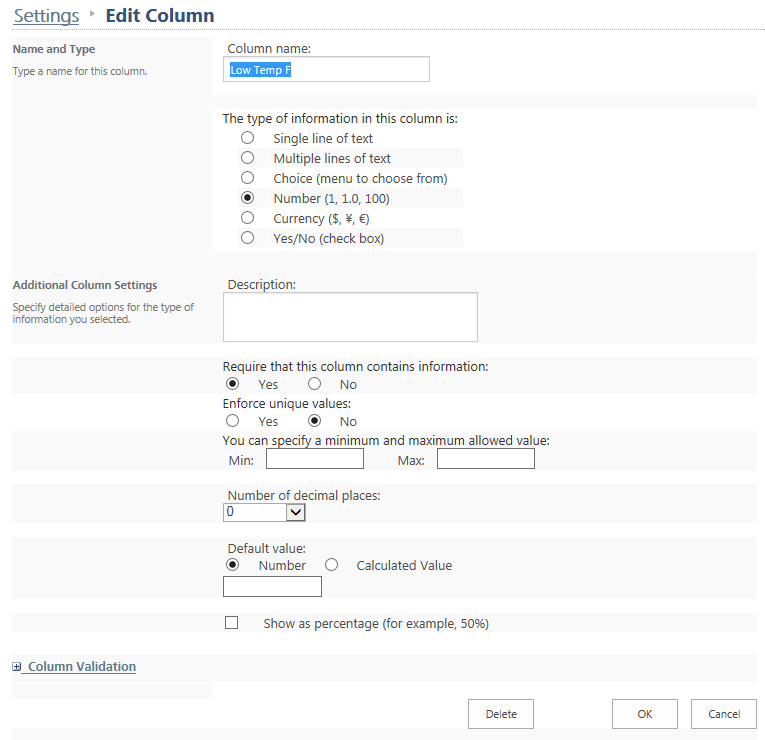 Settings Edit Column
Name and Type
Type a name for this column.
Column name:
Low Temp F
The type of information in this column is:
Single line of text
Multiple lines of text
Choice (menu to choose from)
Number (1, 1.0, 100)
Currency ($, ¥, €)
Yes/No (check box)
Additional Column Settings
Specify detailed options for the type of
information you selected.
Description:
Require that this column contains information:
Yes No
Enforce unique values:
Yes No
You can specify a minimum and maximum allowed value:
Min: Max:
Number of decimal places:
0
Default value:
Number Calculated Value
Show as percentage (for example, 50%)
Column Validation
Delete OK Cancel